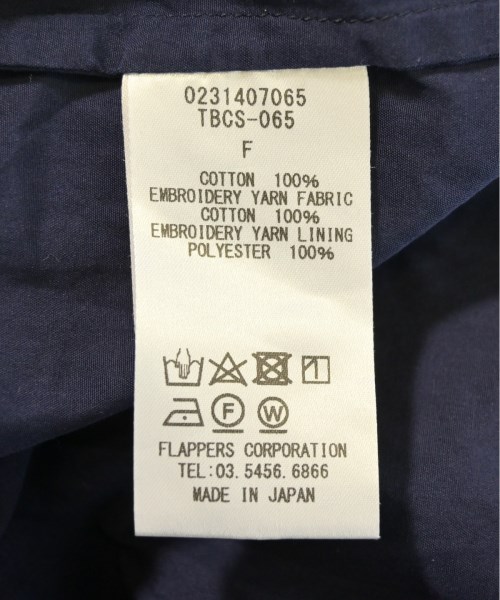 0231407065
TBCS-065
F
COTTON 100%
EMBROIDERY YARN FABRIC
COTTON 100%
EMBROIDERY YARN LINING
POLYESTER 100%
F W
FLAPPERS CORPORATION
TEL:03.5456.6866
MADE IN JAPAN